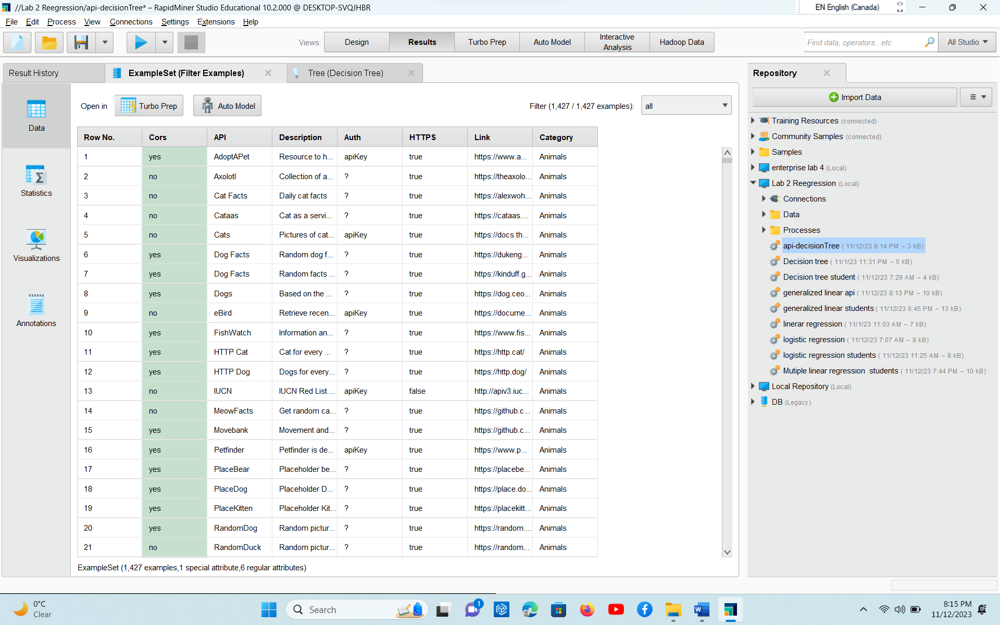 //Lab 2 Reegression/api-decisionTree* – RapidMiner Studio Educational 10.2.000 @ DESKTOP-SVQJHBR
EN English (Canada)
File Edit Process View Connections Settings Extensions Help
Views: Design Results Turbo Prep Auto Model Interactive Analysis Hadoop Data
Find data, operators...etc All Studio
Result History ExampleSet (Filter Examples) Tree (Decision Tree)
Data
Statistics
Visualizations
Annotations
Open in Turbo Prep Auto Model Filter (1,427 / 1,427 examples): all
Row No. Cors API Description Auth HTTPS Link Category
1 yes AdoptAPet Resource to h... apiKey true https://www.a... Animals
2 no Axolotl Collection of a... ? true https://theaxolo... Animals
3 no Cat Facts Daily cat facts ? true https://alexwoh... Animals
4 no Cataas Cat as a servi... ? true https://cataas.... Animals
5 no Cats Pictures of cat... apiKey true https://docs.th... Animals
6 yes Dog Facts Random dog f... ? true https://dukeng... Animals
7 yes Dog Facts Random facts ... ? true https://kinduff.g... Animals
8 yes Dogs Based on the ... ? true https://dog.ceo... Animals
9 no eBird Retrieve recen... apiKey true https://docume... Animals
10 yes FishWatch Information an... ? true https://www.fis... Animals
11 yes HTTP Cat Cat for every ... ? true https://http.cat/ Animals
12 yes HTTP Dog Dogs for every... ? true https://http.dog/ Animals
13 no IUCN IUCN Red List ... apiKey false http://apiv3.iuc... Animals
14 no MeowFacts Get random ca... ? true https://github.c... Animals
15 yes Movebank Movement and... ? true https://github.c... Animals
16 yes Petfinder Petfinder is de... apiKey true https://www.p... Animals
17 yes PlaceBear Placeholder be... ? true https://placebe... Animals
18 yes PlaceDog Placeholder D... ? true https://place.do... Animals
19 yes PlaceKitten Placeholder Kit... ? true https://placekitt... Animals
20 yes RandomDog Random pictur... ? true https://random.... Animals
21 no RandomDuck Random pictur... ? true https://random... Animals
ExampleSet (1,427 examples,1 special attribute,6 regular attributes)
Repository
Import Data
Training Resources (connected)
Community Samples (connected)
Samples
enterprise lab 4 (Local)
Lab 2 Reegression (Local)
Connections
Data
Processes
api-decisionTree ( 11/12/23 8:14 PM – 3 kB)
Decision tree ( 11/1/23 11:31 PM – 5 kB)
Decision tree student ( 11/12/23 7:29 AM – 4 kB)
generalized linear api ( 11/12/23 8:13 PM – 10 kB)
generalized linear students ( 11/12/23 6:45 PM – 13 kB)
linerar regression ( 11/1/23 11:03 AM – 7 kB)
logistic regression ( 11/12/23 7:07 AM – 8 kB)
logistic regression students ( 11/12/23 11:25 AM – 8 kB)
Mutiple linear regression students ( 11/12/23 7:44 PM – 10 kB)
Local Repository (Local)
DB (Legacy)
0°C
Clear
Search
1
8:15 PM
11/12/2023